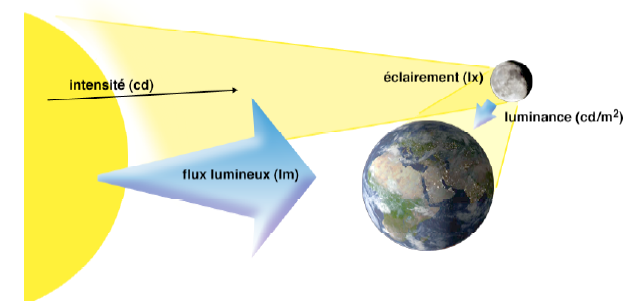 éclairement (lx)
intensité (cd)
luminance (cd/m²)
flux lumineux (lm)